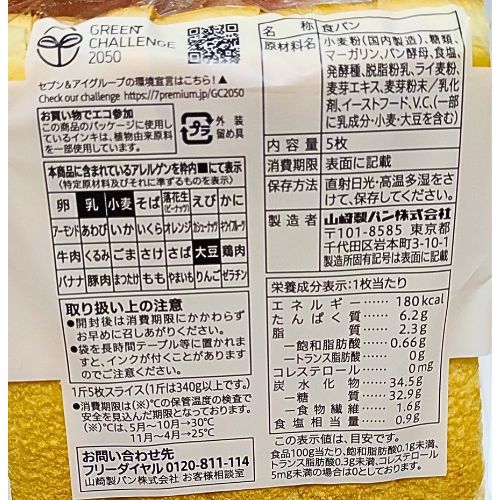 GREEN
CHALLENGE
2050
セブン&アイグループの環境宣言はこちら!▲
Check our challenge https://7premium.jp/GC2050
お買い物でエコ参加
この商品のパッケージに使用し
ているインキは、植物由来原料
を一部使用しています。
プラ
外 装
留め具
本商品に含まれているアレルゲンを枠内■にて表示
(特定原材料及びそれに準ずるものを表示)
卵 乳 小麦 そば 落花生(ピーナッツ) えび かに
アーモンド あわび いか いくら オレンジ カシューナッツ キウイフルーツ
牛肉 くるみ ごま さけ さば 大豆 鶏肉
バナナ 豚肉 まつたけ もも やまいも りんご ゼラチン
取り扱い上の注意
●開封後は消費期限にかかわらず
お早めに召しあがりください。
●袋を長時間テーブル等に置かれま
すと、インクが付くことがあります
のでご注意ください。
1斤5枚スライス(1斤は340g以上です。)
消費期限は(※)℃の保管温度の検査で
安全を見込んだ期限となっております。
(※)℃は、5月〜10月→30℃
11月〜4月→25℃
お問い合わせ先
フリーダイヤル 0120-811-114
山崎製パン株式会社 お客様相談室
名 称 食パン
原材料名 小麦粉(国内製造)、糖類、
マーガリン、パン酵母、食塩、
発酵種、脱脂粉乳、ライ麦粉、
麦芽エキス、麦芽粉末/乳化
剤、イーストフード、V.C、(一部
に乳成分・小麦・大豆を含む)
内容量 5枚
消費期限 表面に記載
保存方法 直射日光・高温多湿をさ
けて、保存してください。
製造者 山崎製パン株式会社
〒101-8585 東京都
千代田区岩本町3-10-1
製造所固有記号は表面に記載
栄養成分表示:1枚当たり
エネルギー……180kcal
たんぱく質……6.2g
脂 質……2.3g
ー飽和脂肪酸……0.66g
ートランス脂肪酸……0g
コレステロール……0mg
炭水化物……34.5g
ー糖 質……32.9g
ー食物繊維……1.6g
食塩相当量……0.9g
この表示値は、目安です。
食品100g当たり、飽和脂肪酸0.1g未満、
トランス脂肪酸0.3g未満、コレステロール
5mg未満の場合は0としております。